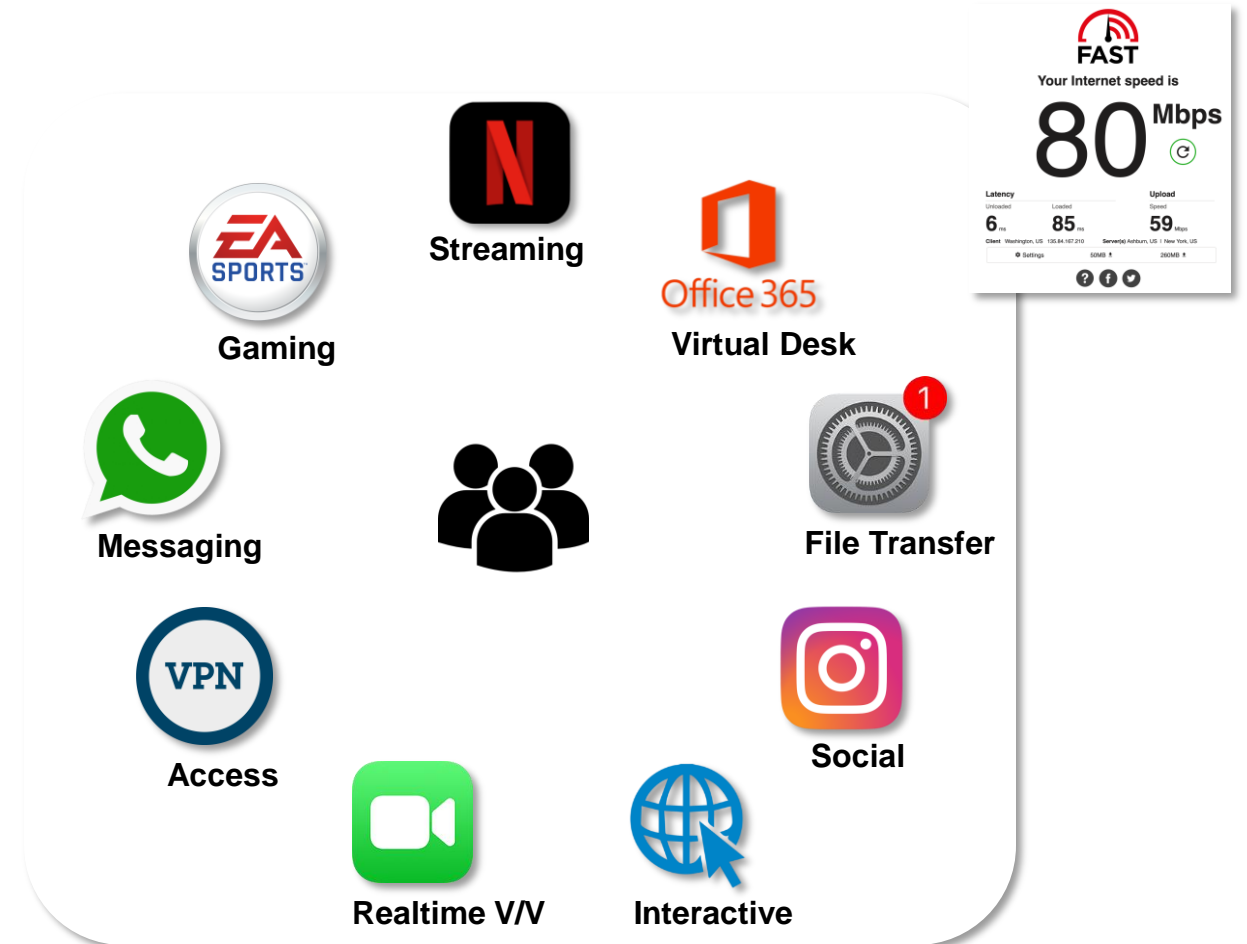 FAST
Your Internet speed is
80 Mbps
Latency
Upload
Unloaded
Loaded
Speed
6 ms
85 ms
59 Mbps
Client Washington, US 135.84.167.210 Server(s) Ashburn, US | New York, US
Settings
50MB
260MB
? f
N
Streaming
EA
SPORTS
Gaming
Office 365
Virtual Desk
1
File Transfer
Messaging
VPN
Access
Social
Realtime V/V
Interactive